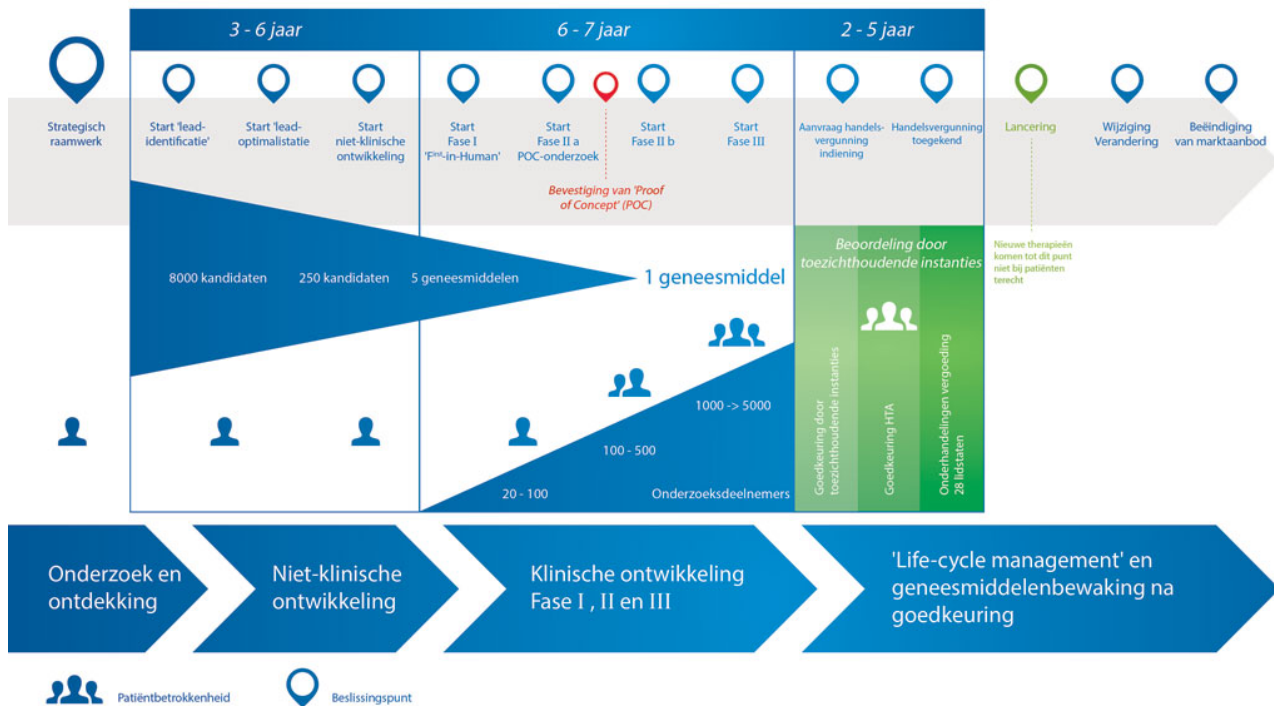 3 - 6 jaar
6 - 7 jaar
2 - 5 jaar
Strategisch
raamwerk
Start 'lead-
identificatie'
Start 'lead-
optimalistatie
Start
niet-klinische
ontwikkeling
Start
Fase I
'First-in-Human'
Start
Fase II a
POC-onderzoek
Start
Fase II b
Start
Fase III
Aanvraag handels-
vergunning
indiening
Handelsvergunning
toegekend
Lancering
Wijziging
Verandering
Beëindiging
van marktaanbod
Bevestiging van 'Proof
of Concept' (POC)
8000 kandidaten
250 kandidaten
5 geneesmiddelen
1 geneesmiddel
Beoordeling door
toezichthoudende instanties
Nieuwe therapieën
komen tot dit punt
niet bij patiënten
terecht
20 - 100
100 - 500
1000 -> 5000
Onderzoeksdeelnemers
Goedkeuring door
toezichthoudende instanties
Goedkeuring HTA
Onderhandelingen vergoeding
28 lidstaten
Onderzoek en
ontdekking
Niet-klinische
ontwikkeling
Klinische ontwikkeling
Fase I , II en III
'Life-cycle management' en
geneesmiddelenbewaking na
goedkeuring
Patiëntbetrokkenheid
Beslissingspunt